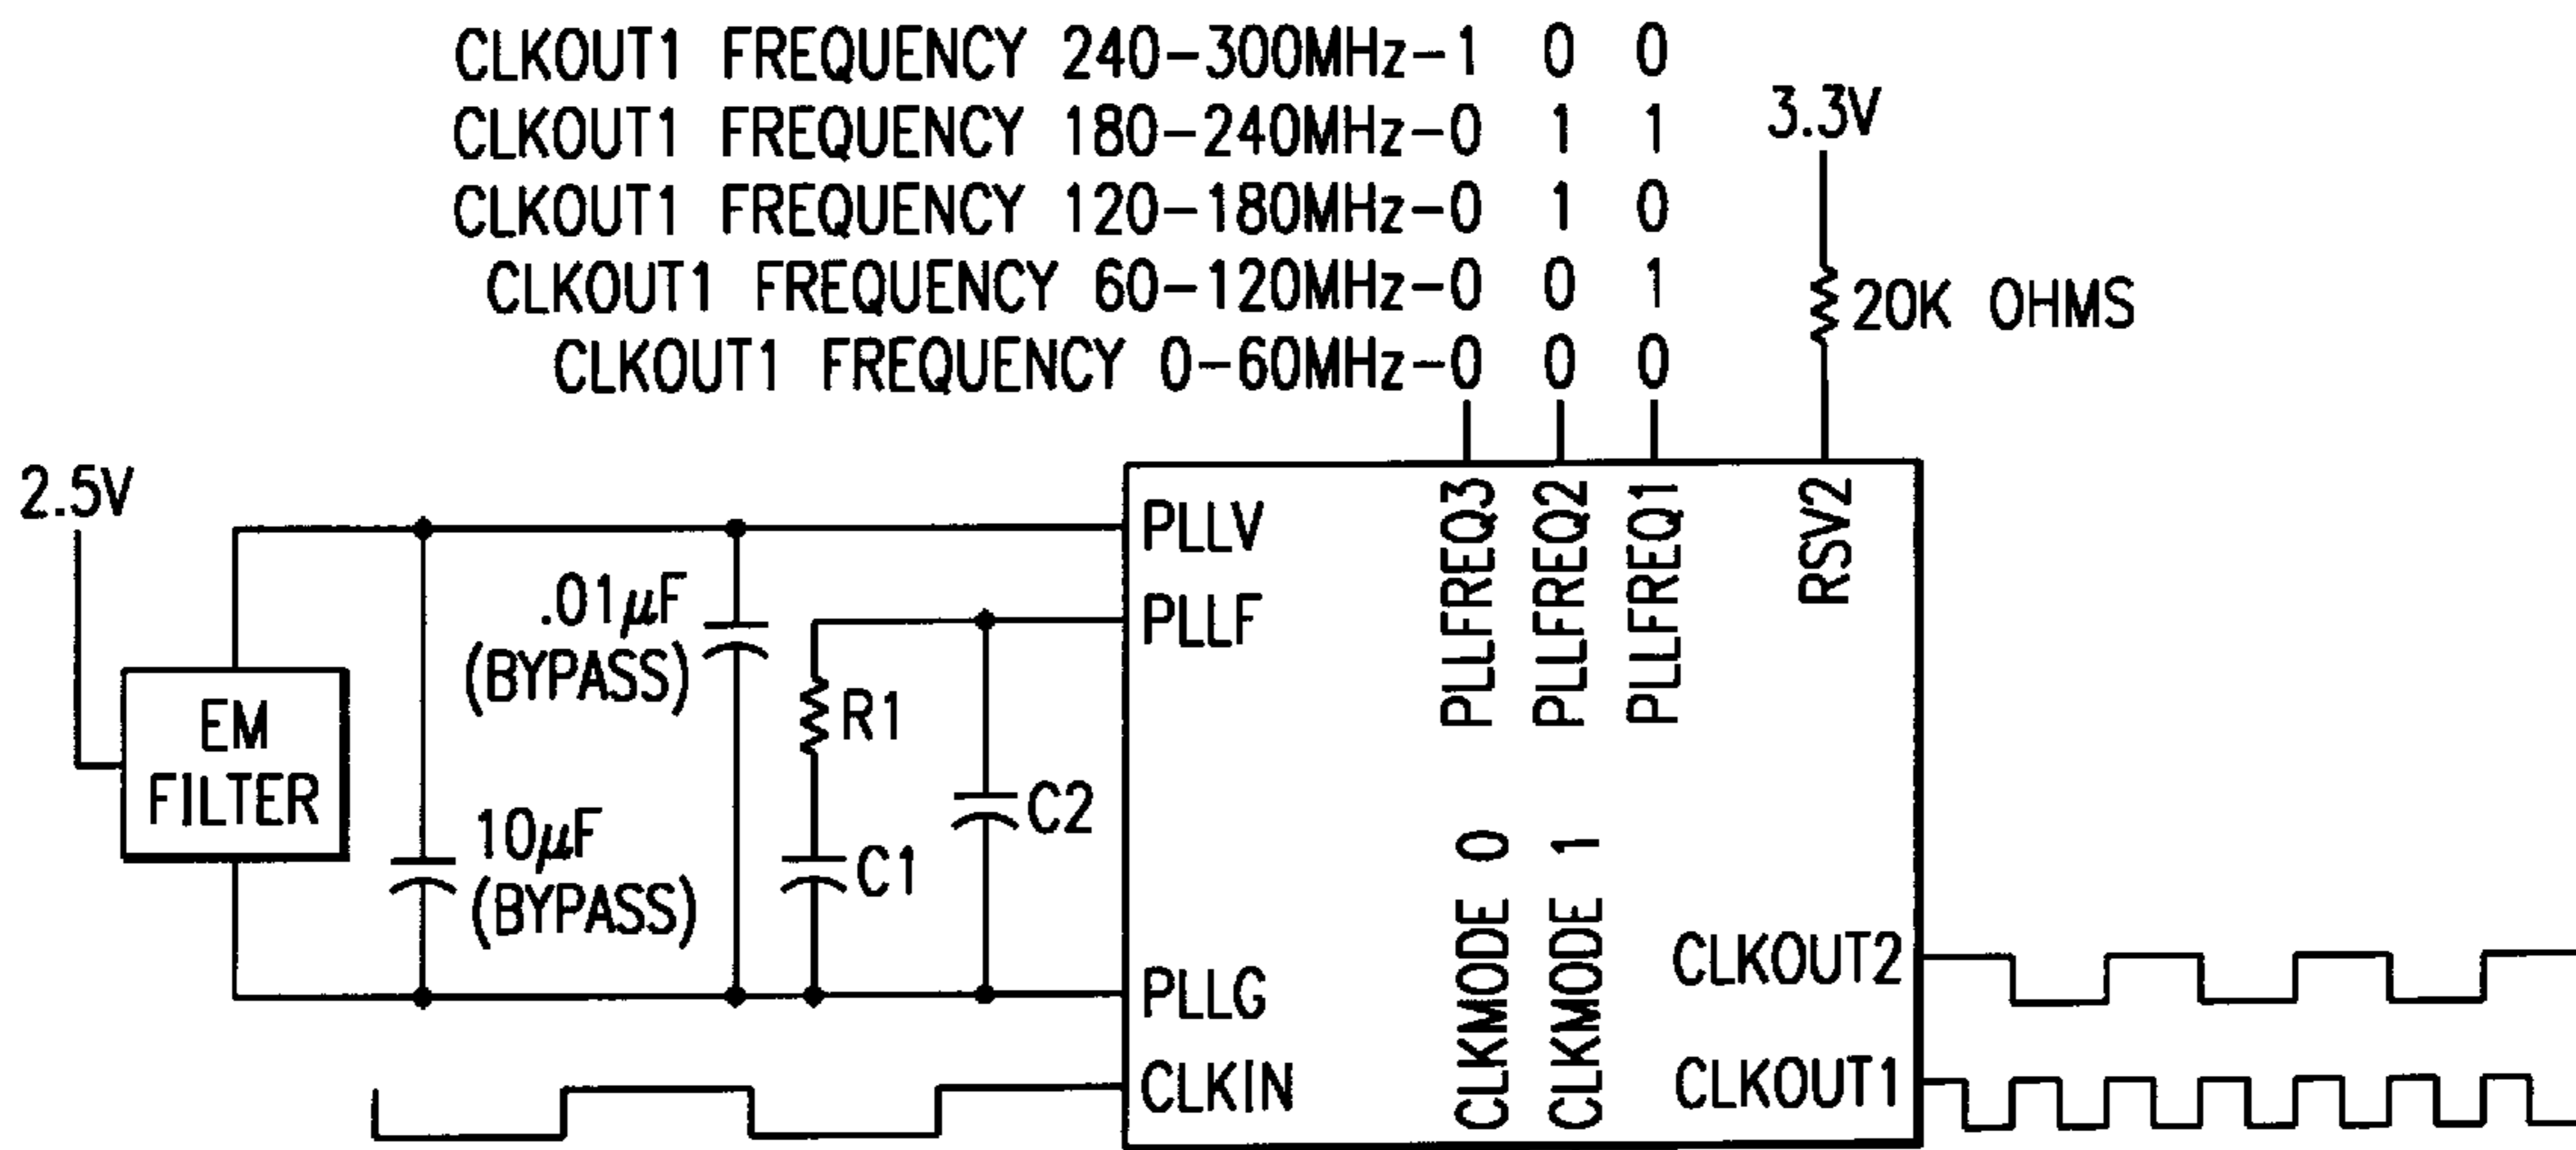 CLKOUT1 FREQUENCY 240-300MHz-1 0 0
CLKOUT1 FREQUENCY 180-240MHz-0 1 1
CLKOUT1 FREQUENCY 120-180MHz-0 1 0
CLKOUT1 FREQUENCY 60-120MHz-0 0 1
CLKOUT1 FREQUENCY 0-60MHz-0 0 0
3.3V
20K OHMS
2.5V
EM
FILTER
10μF
(BYPASS)
.01μF
(BYPASS)
R1
C1
C2
PLLV
PLLF
PLLG
CLKIN
PLLFREQ3
PLLFREQ2
PLLFREQ1
RSV2
CLKMODE 0
CLKMODE 1
CLKOUT2
CLKOUT1